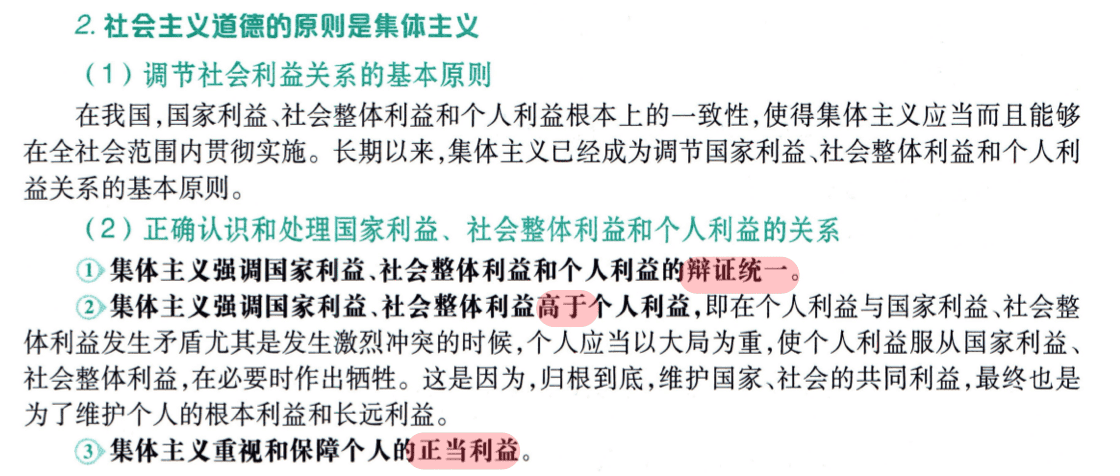 2. 社会主义道德的原则是集体主义
（1）调节社会利益关系的基本原则
在我国,国家利益、社会整体利益和个人利益根本上的一致性,使得集体主义应当而且能够
在全社会范围内贯彻实施。长期以来,集体主义已经成为调节国家利益、社会整体利益和个人利
益关系的基本原则。
（2）正确认识和处理国家利益、社会整体利益和个人利益的关系
①集体主义强调国家利益、社会整体利益和个人利益的辩证统一。
②集体主义强调国家利益、社会整体利益高于个人利益,即在个人利益与国家利益、社会整
体利益发生矛盾尤其是发生激烈冲突的时候,个人应当以大局为重,使个人利益服从国家利益、
社会整体利益,在必要时作出牺牲。这是因为,归根到底,维护国家、社会的共同利益,最终也是
为了维护个人的根本利益和长远利益。
③集体主义重视和保障个人的正当利益。